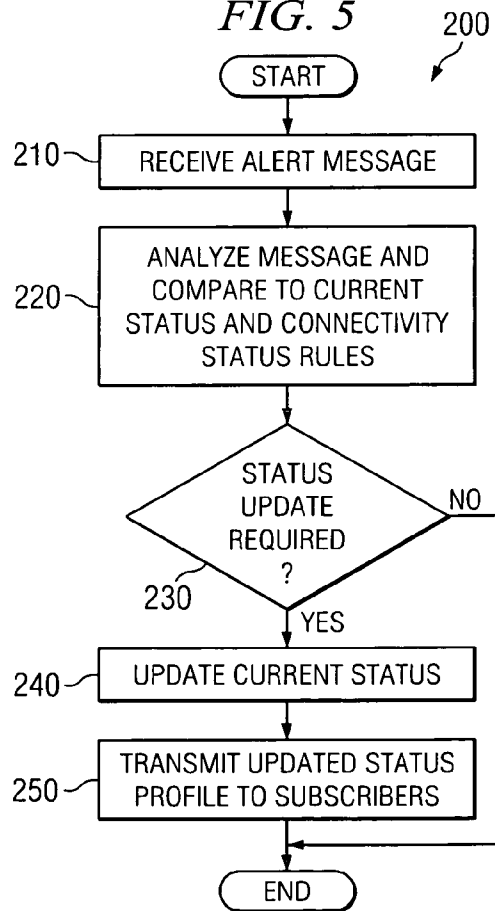 FIG. 5
200
START
210
RECEIVE ALERT MESSAGE
220
ANALYZE MESSAGE AND
COMPARE TO CURRENT
STATUS AND CONNECTIVITY
STATUS RULES
STATUS
UPDATE
REQUIRED
?
NO
230
YES
240
UPDATE CURRENT STATUS
250
TRANSMIT UPDATED STATUS
PROFILE TO SUBSCRIBERS
END